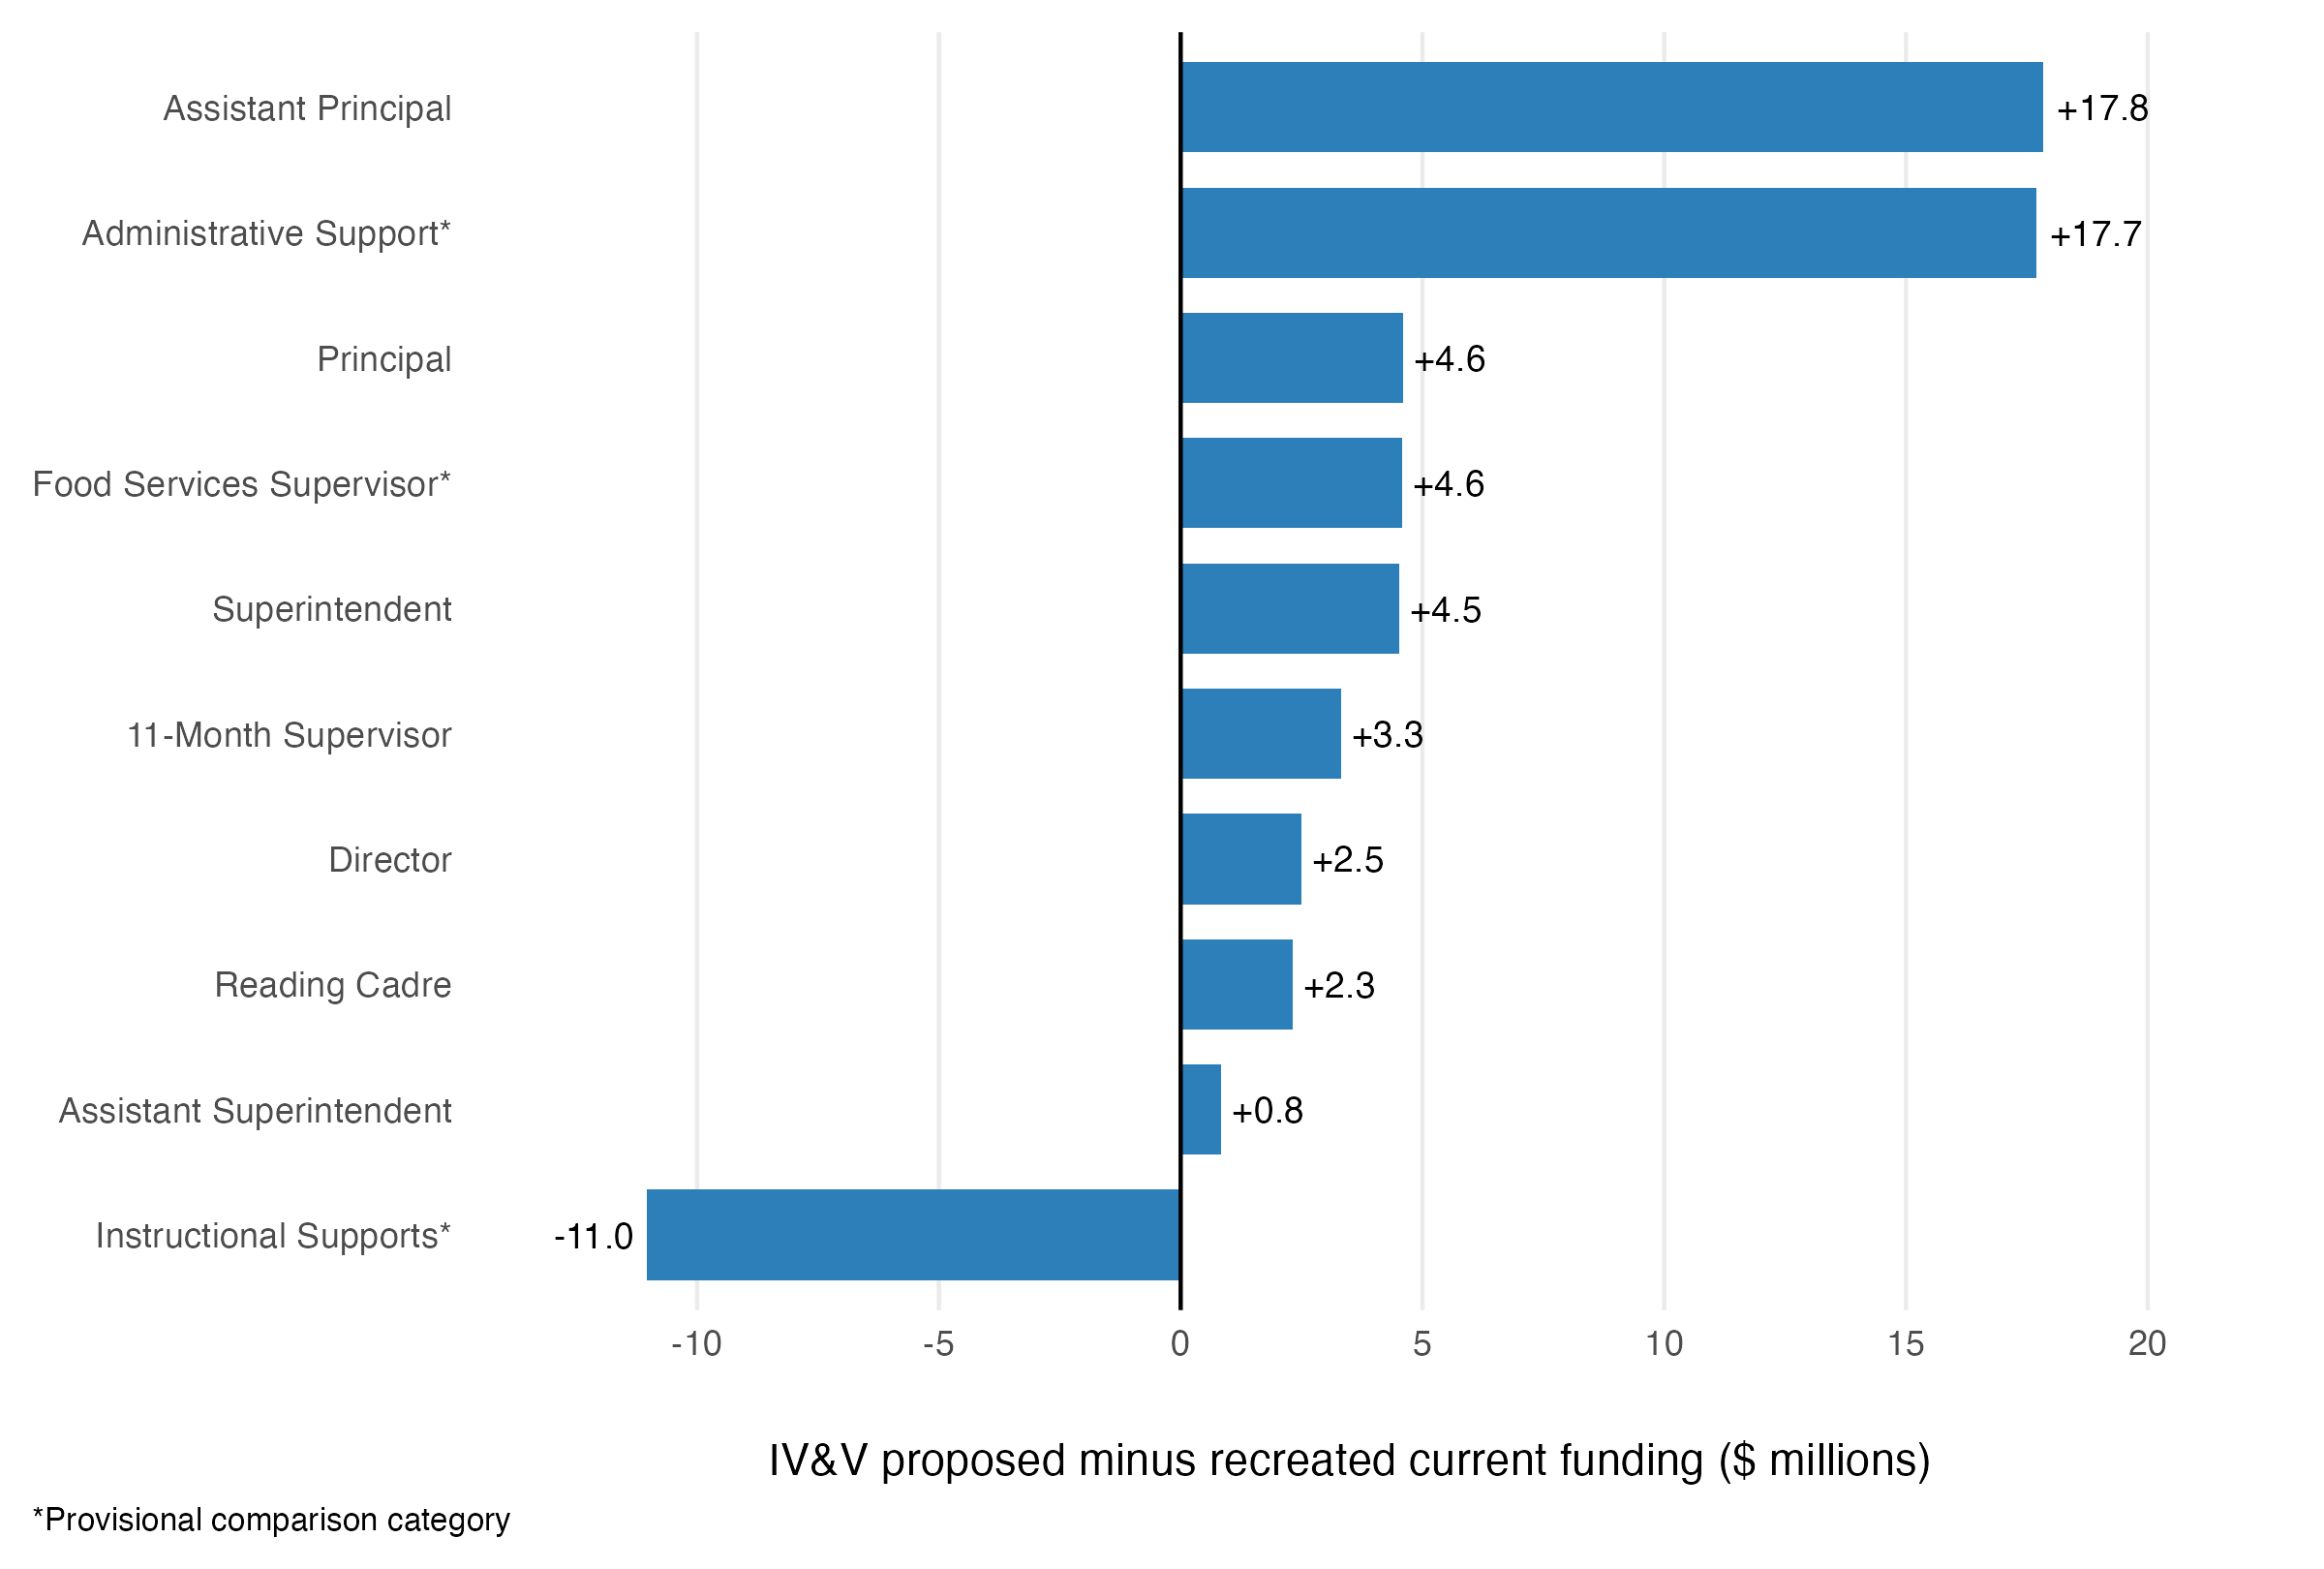 Assistant Principal +17.8
Administrative Support* +17.7
Principal +4.6
Food Services Supervisor* +4.6
Superintendent +4.5
11-Month Supervisor +3.3
Director +2.5
Reading Cadre +2.3
Assistant Superintendent +0.8
Instructional Supports* -11.0
-10 -5 0 5 10 15 20
IV&V proposed minus recreated current funding ($ millions)
*Provisional comparison category